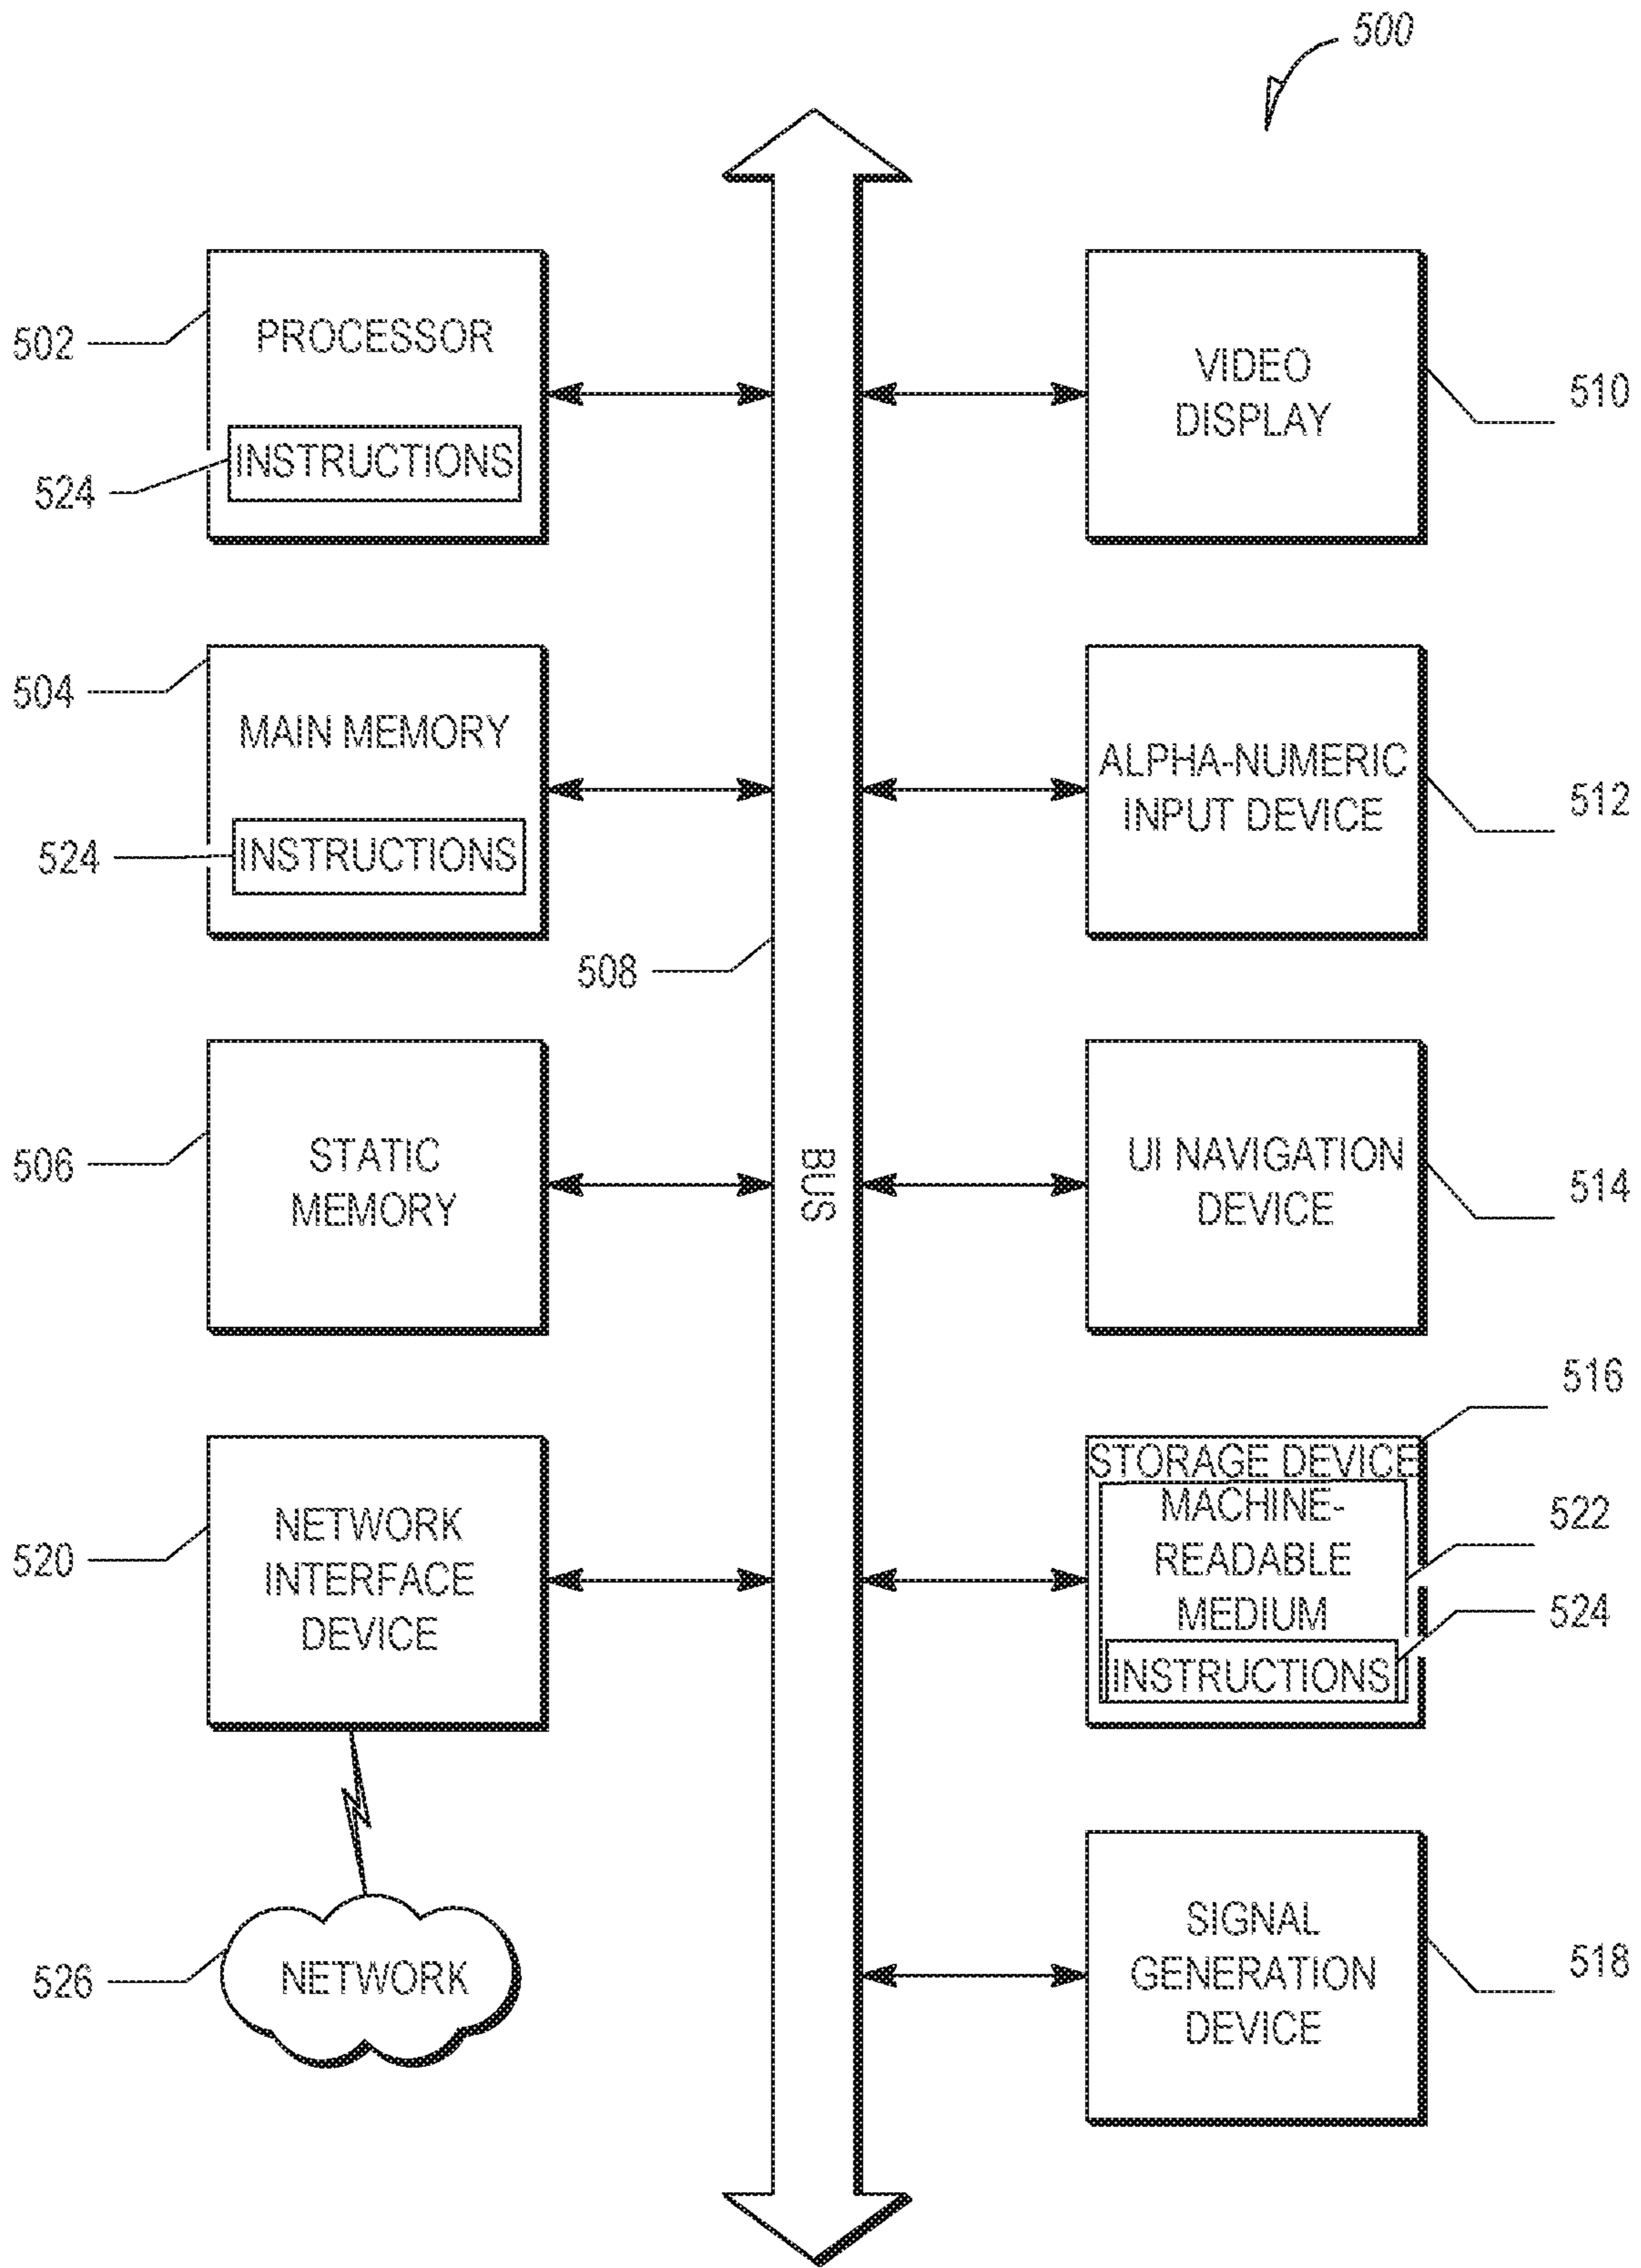 500
502
PROCESSOR
524
INSTRUCTIONS
504
MAIN MEMORY
524
INSTRUCTIONS
508
506
STATIC
MEMORY
520
NETWORK
INTERFACE
DEVICE
526
NETWORK
BUS
VIDEO
DISPLAY
510
ALPHA-NUMERIC
INPUT DEVICE
512
UI NAVIGATION
DEVICE
514
516
STORAGE DEVICE
MACHINE-
READABLE
MEDIUM
522
524
INSTRUCTIONS
SIGNAL
GENERATION
DEVICE
518